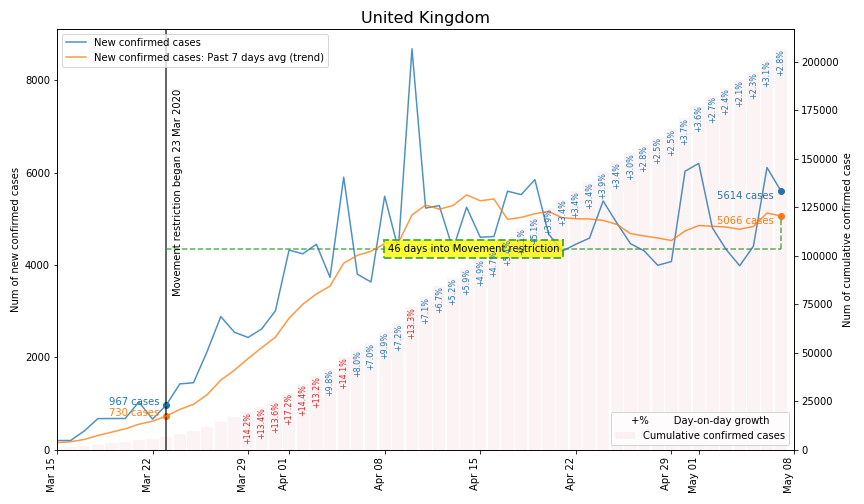 United Kingdom
New confirmed cases
New confirmed cases: Past 7 days avg (trend)
Num of new confirmed cases
Num of cumulative confirmed case
8000
6000
4000
2000
0
200000
175000
150000
125000
100000
75000
50000
25000
0
Movement restriction began 23 Mar 2020
46 days into Movement restriction
967 cases
730 cases
5614 cases
5066 cases
+14.2%
+13.4%
+13.6%
+17.2%
+14.4%
+13.2%
+9.8%
+14.1%
+8.0%
+7.0%
+9.9%
+7.2%
+13.3%
+7.1%
+6.7%
+5.2%
+5.9%
+4.9%
+4.7%
+5.1%
+3.9%
+3.4%
+3.4%
+3.4%
+3.9%
+3.4%
+3.0%
+2.8%
+2.5%
+2.5%
+3.7%
+3.6%
+2.7%
+2.4%
+2.1%
+2.3%
+3.1%
+2.8%
+% Day-on-day growth
Cumulative confirmed cases
Mar 15
Mar 22
Mar 29
Apr 01
Apr 08
Apr 15
Apr 22
Apr 29
May 01
May 08